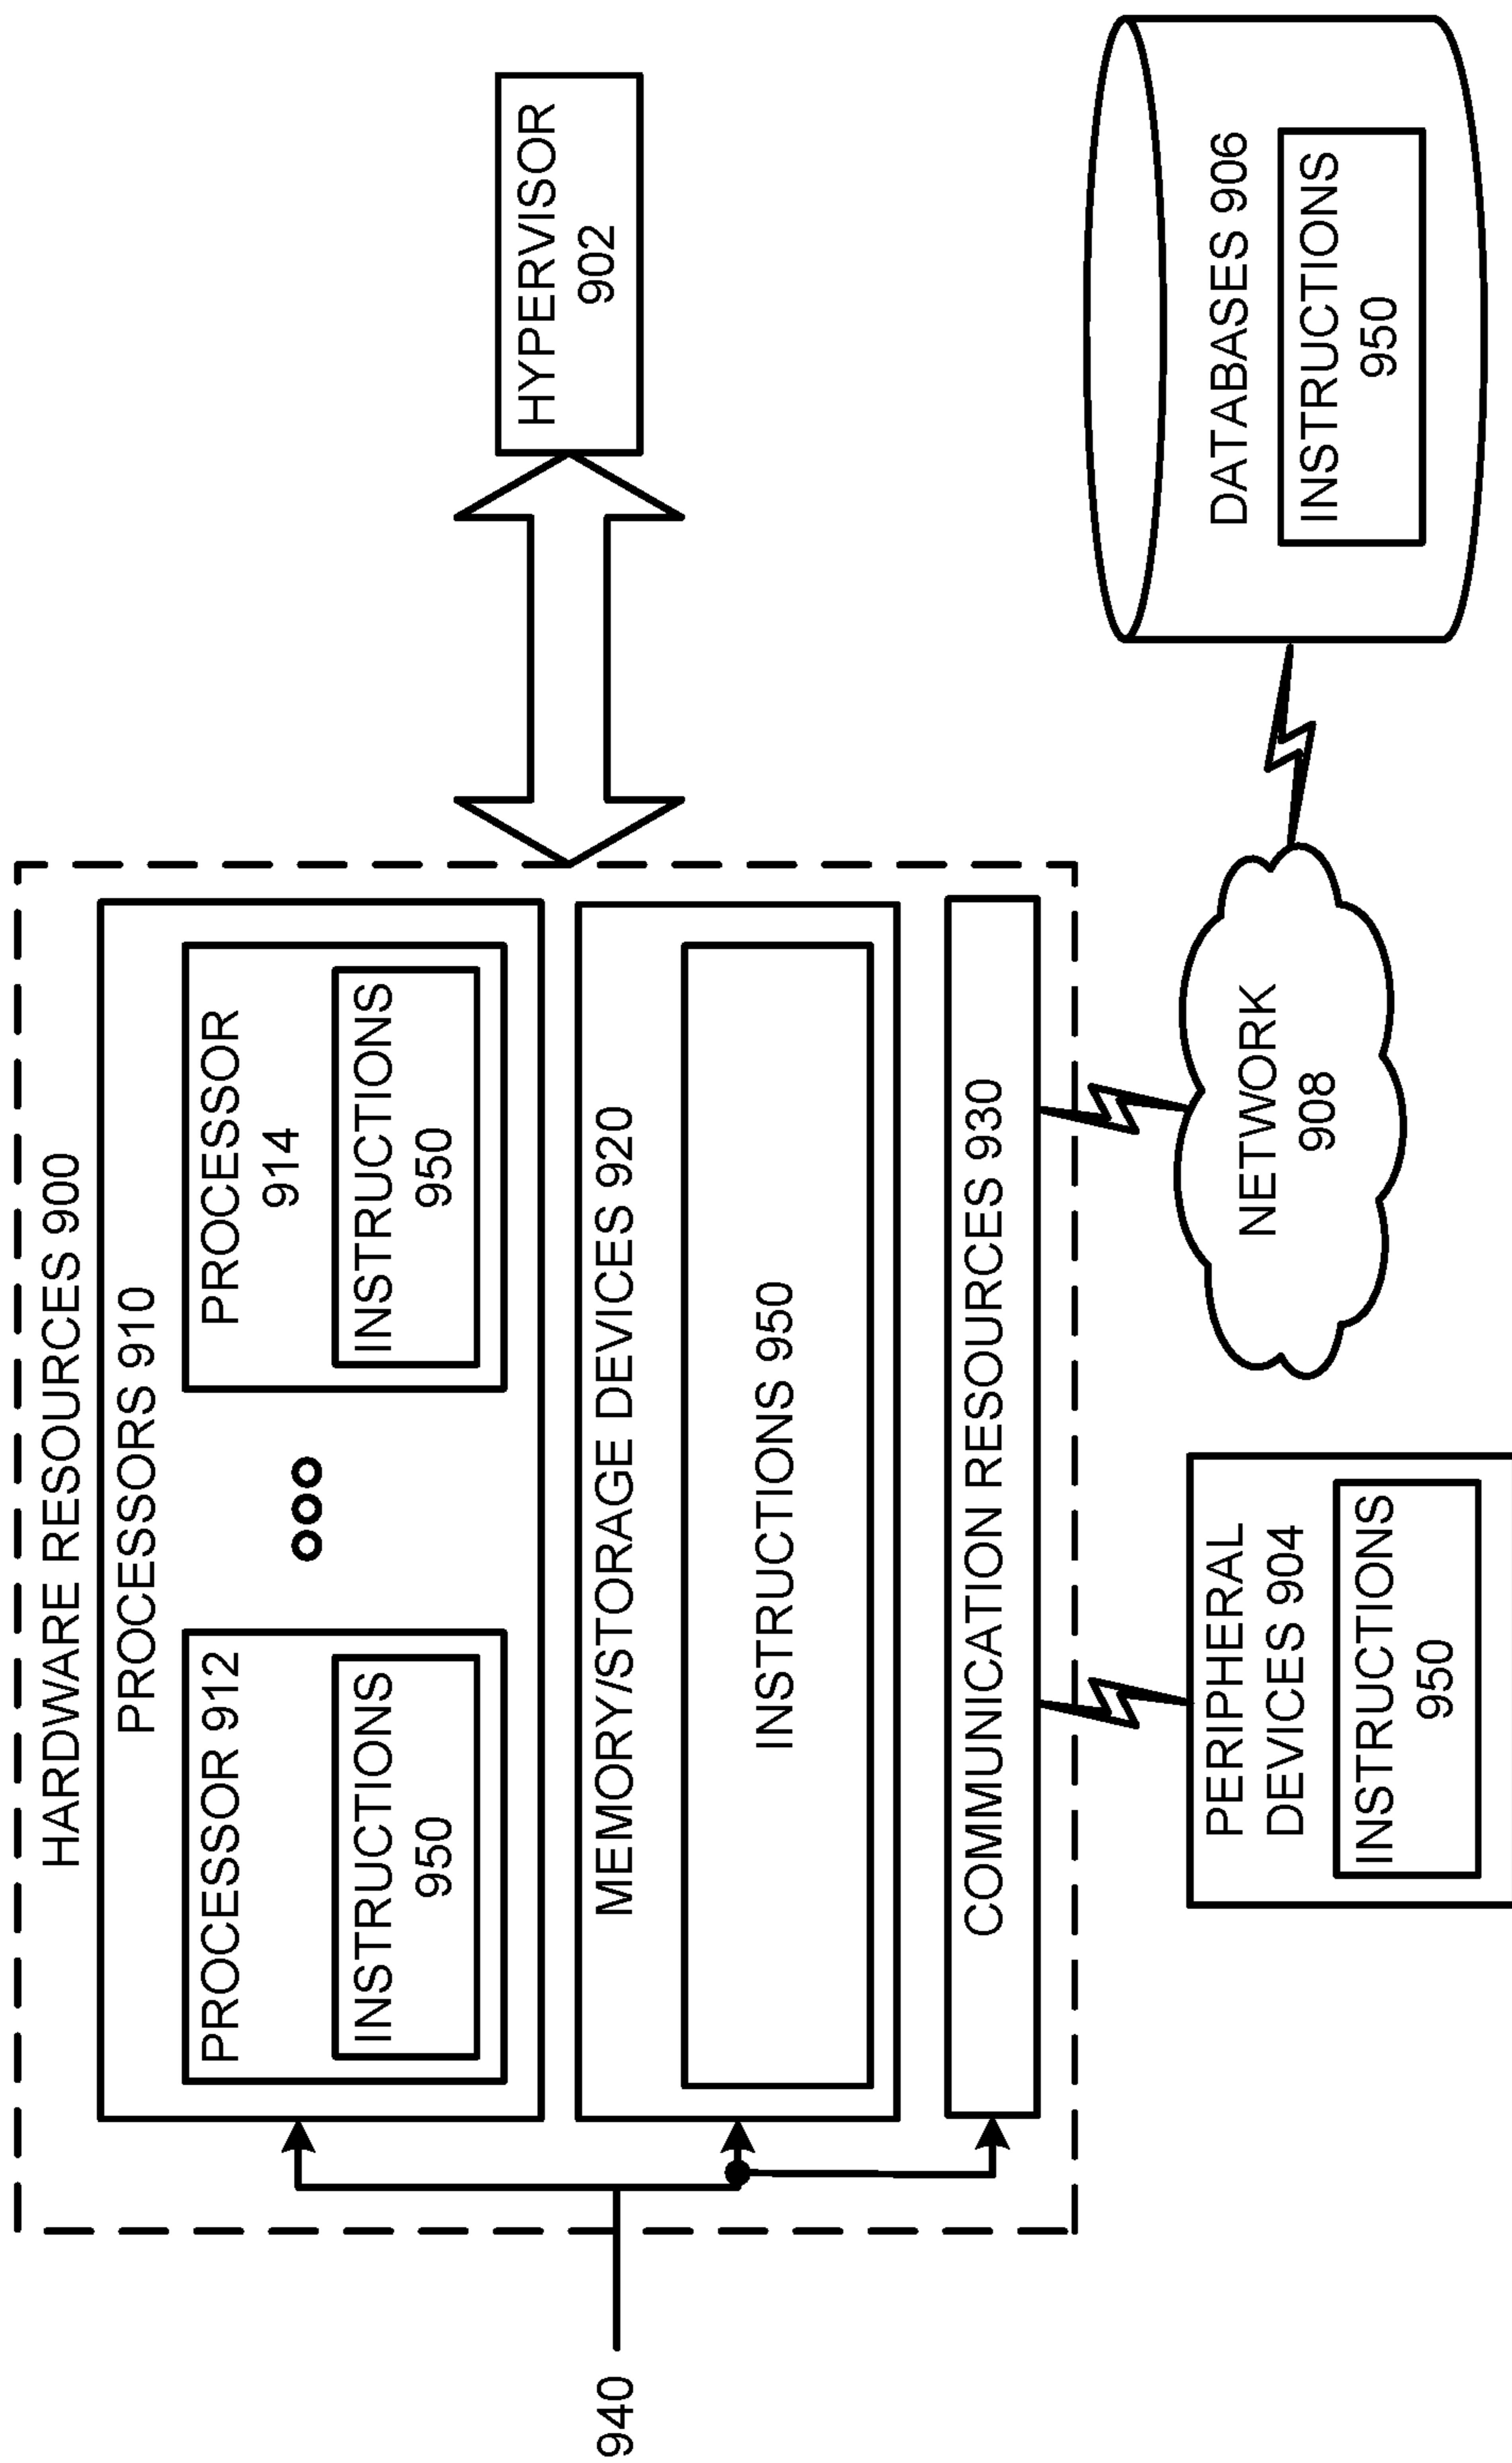 HARDWARE RESOURCES 900
PROCESSORS 910
PROCESSOR 912
INSTRUCTIONS
950
PROCESSOR
914
INSTRUCTIONS
950
MEMORY/STORAGE DEVICES 920
INSTRUCTIONS 950
COMMUNICATION RESOURCES 930
940
HYPERVISOR
902
PERIPHERAL
DEVICES 904
INSTRUCTIONS
950
NETWORK
908
DATABASES 906
INSTRUCTIONS
950